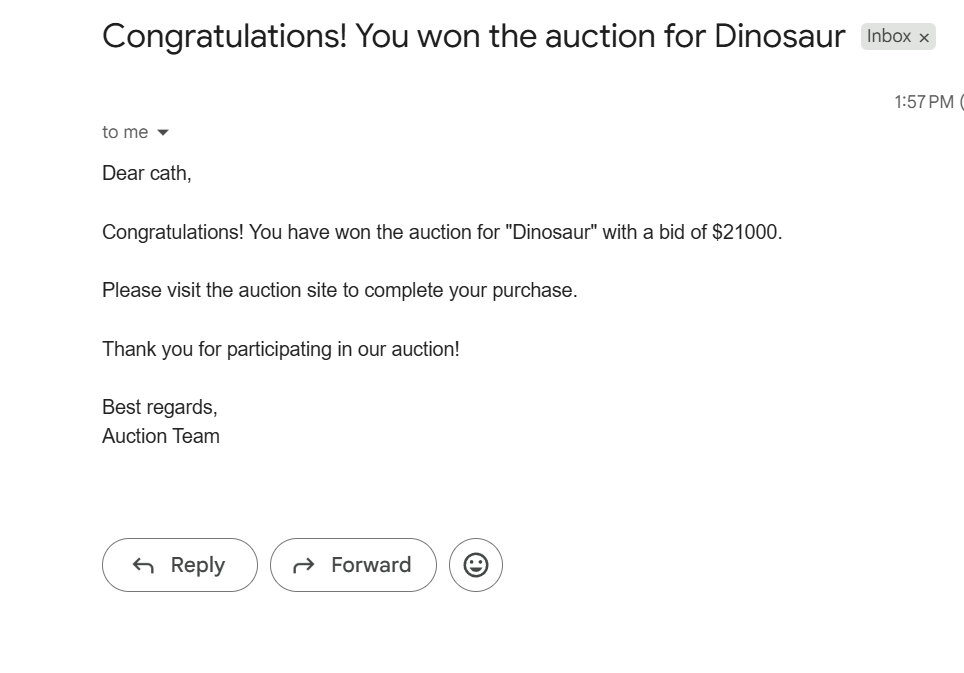 Congratulations! You won the auction for Dinosaur Inbox ×
1:57 PM (
to me
Dear cath,
Congratulations! You have won the auction for "Dinosaur" with a bid of $21000.
Please visit the auction site to complete your purchase.
Thank you for participating in our auction!
Best regards,
Auction Team
Reply Forward